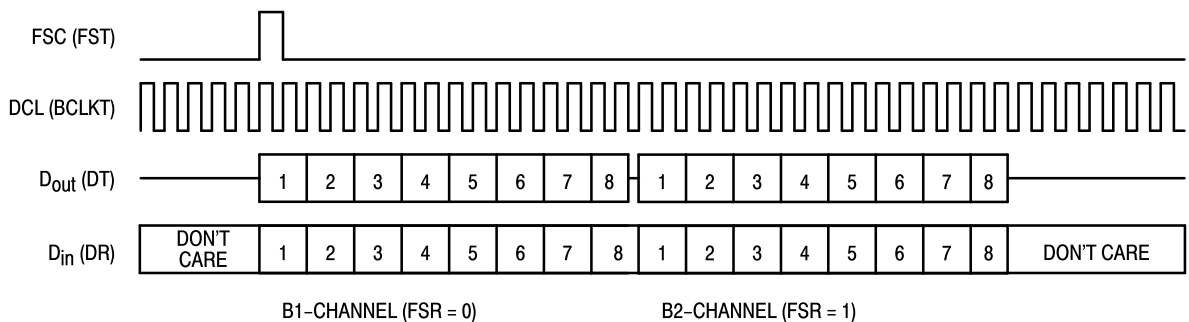 FSC (FST)
DCL (BCLKT)
Dout (DT)
1 2 3 4 5 6 7 8 1 2 3 4 5 6 7 8
Din (DR)
DON'T
CARE
1 2 3 4 5 6 7 8 1 2 3 4 5 6 7 8
DON'T CARE
B1–CHANNEL (FSR = 0)
B2–CHANNEL (FSR = 1)